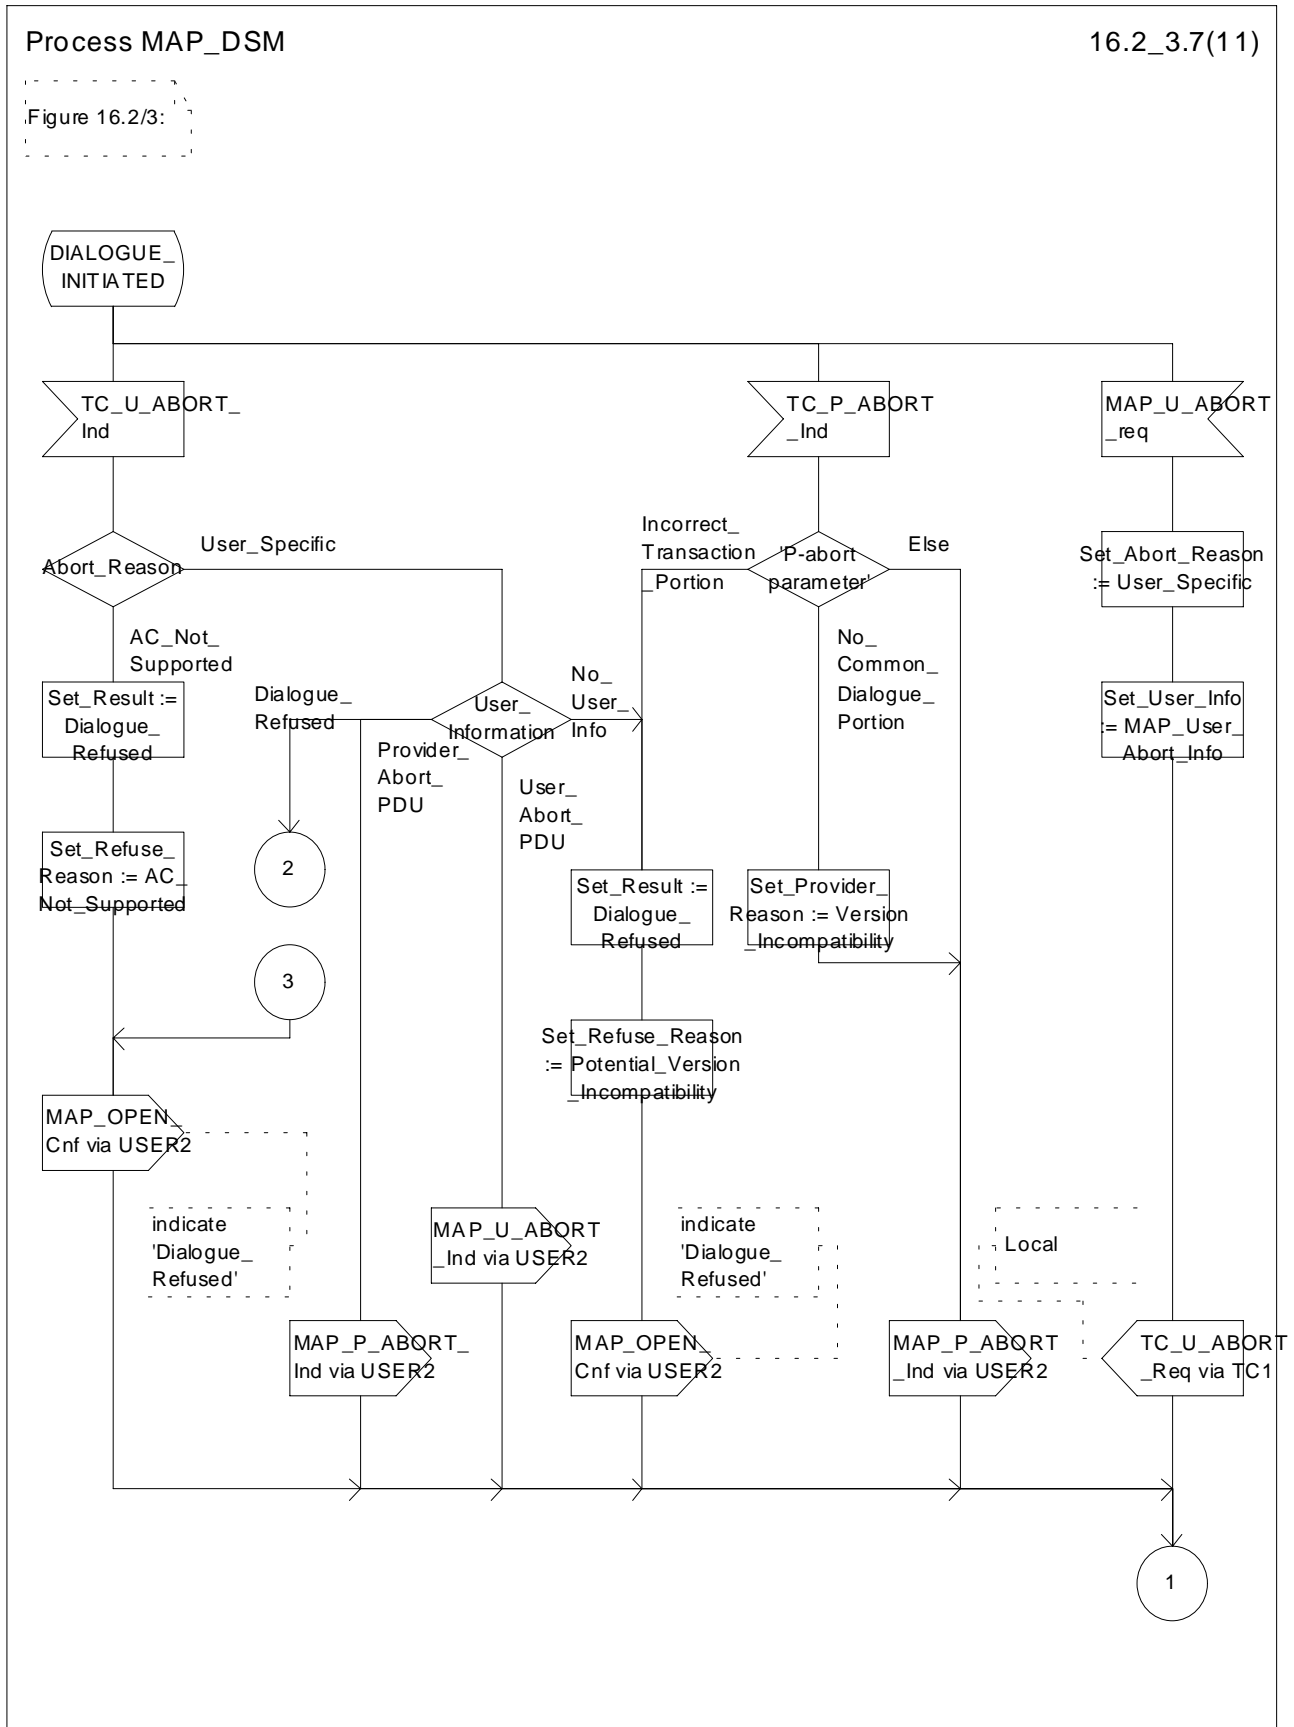 Process MAP_DSM
16.2_3.7(11)
Figure 16.2/3:
DIALOGUE_
INITIATED
TC_U_ABORT_
Ind
TC_P_ABORT
_Ind
MAP_U_ABORT
_req
Abort_Reason
User_Specific
Incorrect_
Transaction
_Portion
'P-abort
parameter'
Else
Set_Abort_Reason
:= User_Specific
AC_Not_
Supported
No_
Common_
Dialogue_
Portion
Set_Result :=
Dialogue_
Refused
Dialogue_
Refused
User_
Information
No_
User_
Info
Provider_
Abort_
PDU
User_
Abort_
PDU
Set_User_Info
:= MAP_User_
Abort_Info
Set_Refuse_
Reason := AC_
Not_Supported
2
Set_Result :=
Dialogue_
Refused
Set_Provider_
Reason := Version
_Incompatibility
3
Set_Refuse_Reason
:= Potential_Version
_Incompatibility
MAP_OPEN_
Cnf via USER2
indicate
'Dialogue_
Refused'
MAP_U_ABORT
_Ind via USER2
indicate
'Dialogue_
Refused'
Local
MAP_P_ABORT_
Ind via USER2
MAP_OPEN_
Cnf via USER2
MAP_P_ABORT
_Ind via USER2
TC_U_ABORT
_Req via TC1
1